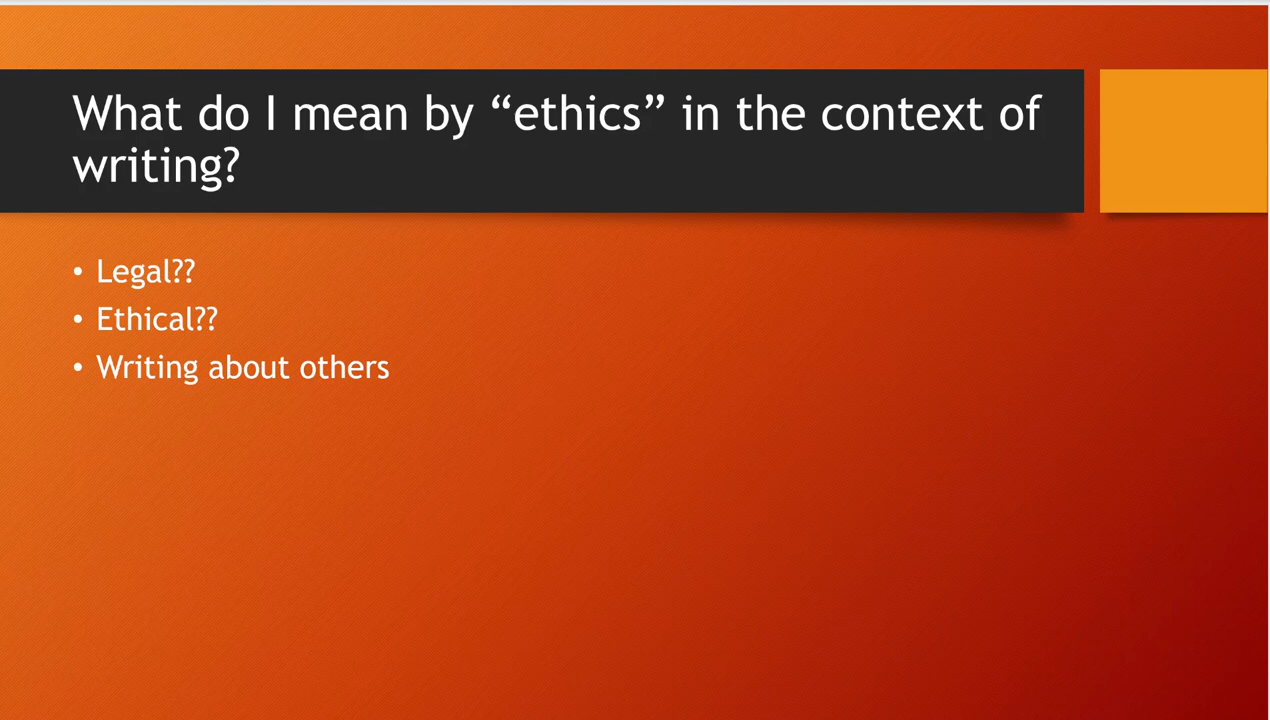 What do I mean by “ethics” in the context of
writing?
• Legal??
• Ethical??
• Writing about others